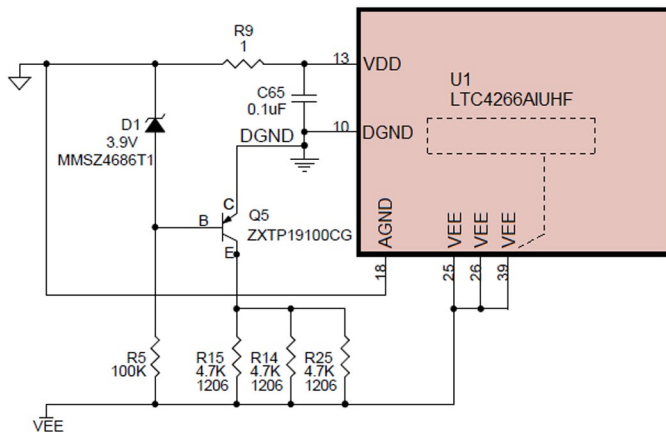 R9
1
13
VDD
U1
LTC4266AIUHF
C65
0.1uF
D1
3.9V
MMSZ4686T1
DGND
10
DGND
C
B
Q5
ZXTP19100CG
E
AGND
VEE
VEE
VEE
18
25
26
39
R5
100K
R15
4.7K
1206
R14
4.7K
1206
R25
4.7K
1206
VEE